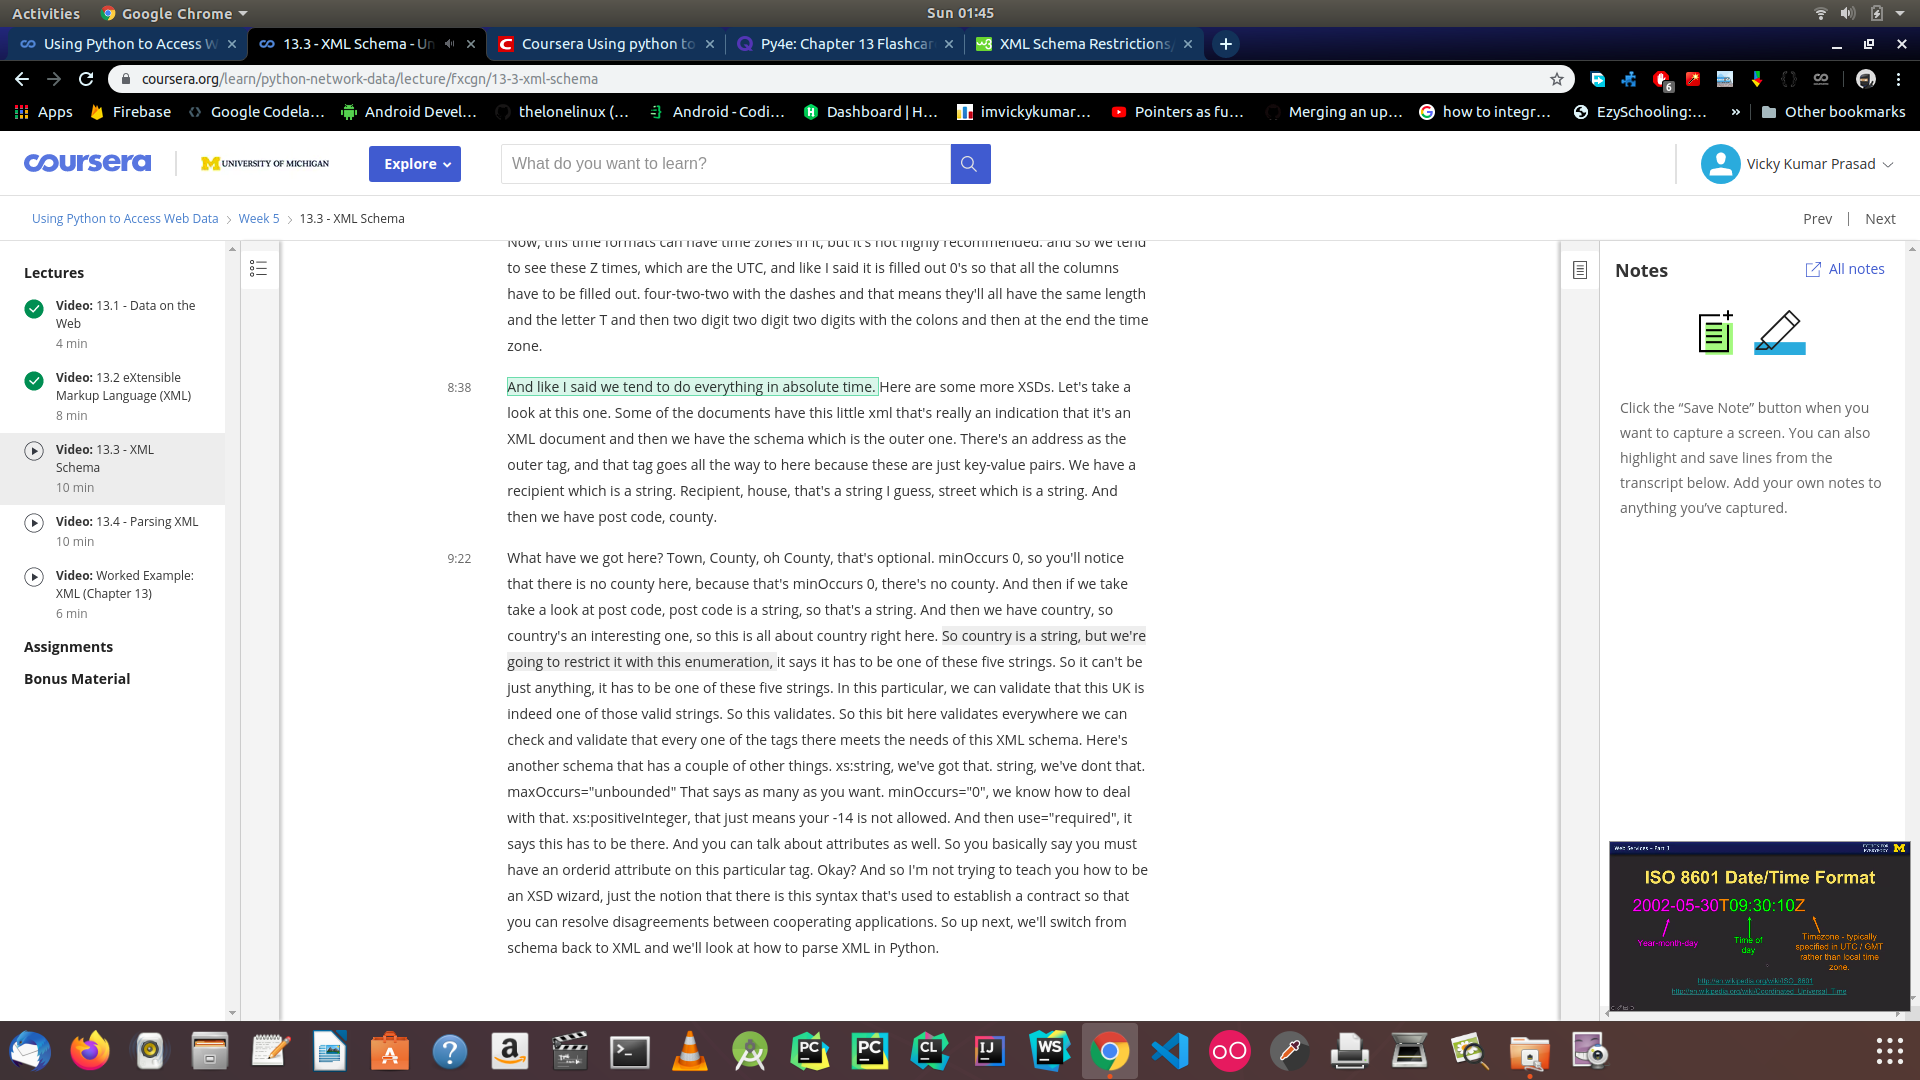 Activities
Google Chrome
Sun 01:45
Using Python to Access W
13.3 - XML Schema - Un
Coursera Using python to
Py4e: Chapter 13 Flashcar
XML Schema Restrictions/
coursera.org/learn/python-network-data/lecture/fxcgn/13-3-xml-schema
6
Apps
Firebase
Google Codela...
Android Devel...
thelonelinux (...
Android - Codi...
Dashboard | H...
imvickykumar...
Pointers as fu...
Merging an up...
how to integr...
EzySchooling:...
»
Other bookmarks
coursera
UNIVERSITY OF MICHIGAN
Explore
What do you want to learn?
Vicky Kumar Prasad
Using Python to Access Web Data
Week 5
13.3 - XML Schema
Prev
Next
Lectures
Video: 13.1 - Data on the
Web
4 min
Video: 13.2 eXtensible
Markup Language (XML)
8 min
Video: 13.3 - XML
Schema
10 min
Video: 13.4 - Parsing XML
10 min
Video: Worked Example:
XML (Chapter 13)
6 min
Assignments
Bonus Material
Now, this time formats can have time zones in it, but it's not highly recommended. and so we tend
to see these Z times, which are the UTC, and like I said it is filled out 0's so that all the columns
have to be filled out. four-two-two with the dashes and that means they'll all have the same length
and the letter T and then two digit two digit two digits with the colons and then at the end the time
zone.
8:38
And like I said we tend to do everything in absolute time. Here are some more XSDs. Let's take a
look at this one. Some of the documents have this little xml that's really an indication that it's an
XML document and then we have the schema which is the outer one. There's an address as the
outer tag, and that tag goes all the way to here because these are just key-value pairs. We have a
recipient which is a string. Recipient, house, that's a string I guess, street which is a string. And
then we have post code, county.
9:22
What have we got here? Town, County, oh County, that's optional. minOccurs 0, so you'll notice
that there is no county here, because that's minOccurs 0, there's no county. And then if we take
take a look at post code, post code is a string, so that's a string. And then we have country, so
country's an interesting one, so this is all about country right here. So country is a string, but we're
going to restrict it with this enumeration, it says it has to be one of these five strings. So it can't be
just anything, it has to be one of these five strings. In this particular, we can validate that this UK is
indeed one of those valid strings. So this validates. So this bit here validates everywhere we can
check and validate that every one of the tags there meets the needs of this XML schema. Here's
another schema that has a couple of other things. xs:string, we've got that. string, we've dont that.
maxOccurs="unbounded" That says as many as you want. minOccurs="0", we know how to deal
with that. xs:positiveInteger, that just means your -14 is not allowed. And then use="required", it
says this has to be there. And you can talk about attributes as well. So you basically say you must
have an orderid attribute on this particular tag. Okay? And so I'm not trying to teach you how to be
an XSD wizard, just the notion that there is this syntax that's used to establish a contract so that
you can resolve disagreements between cooperating applications. So up next, we'll switch from
schema back to XML and we'll look at how to parse XML in Python.
Notes
All notes
Click the “Save Note” button when you
want to capture a screen. You can also
highlight and save lines from the
transcript below. Add your own notes to
anything you’ve captured.
Web Services - Part 1
PYTHON FOR
EVERYBODY
ISO 8601 Date/Time Format
2002-05-30T09:30:10Z
Year-month-day
Time of
day
Timezone - typically
specified in UTC / GMT
rather than local time
zone.
http://en.wikipedia.org/wiki/ISO_8601
http://en.wikipedia.org/wiki/Coordinated_Universal_Time
PC
PC
CL
IJ
WS